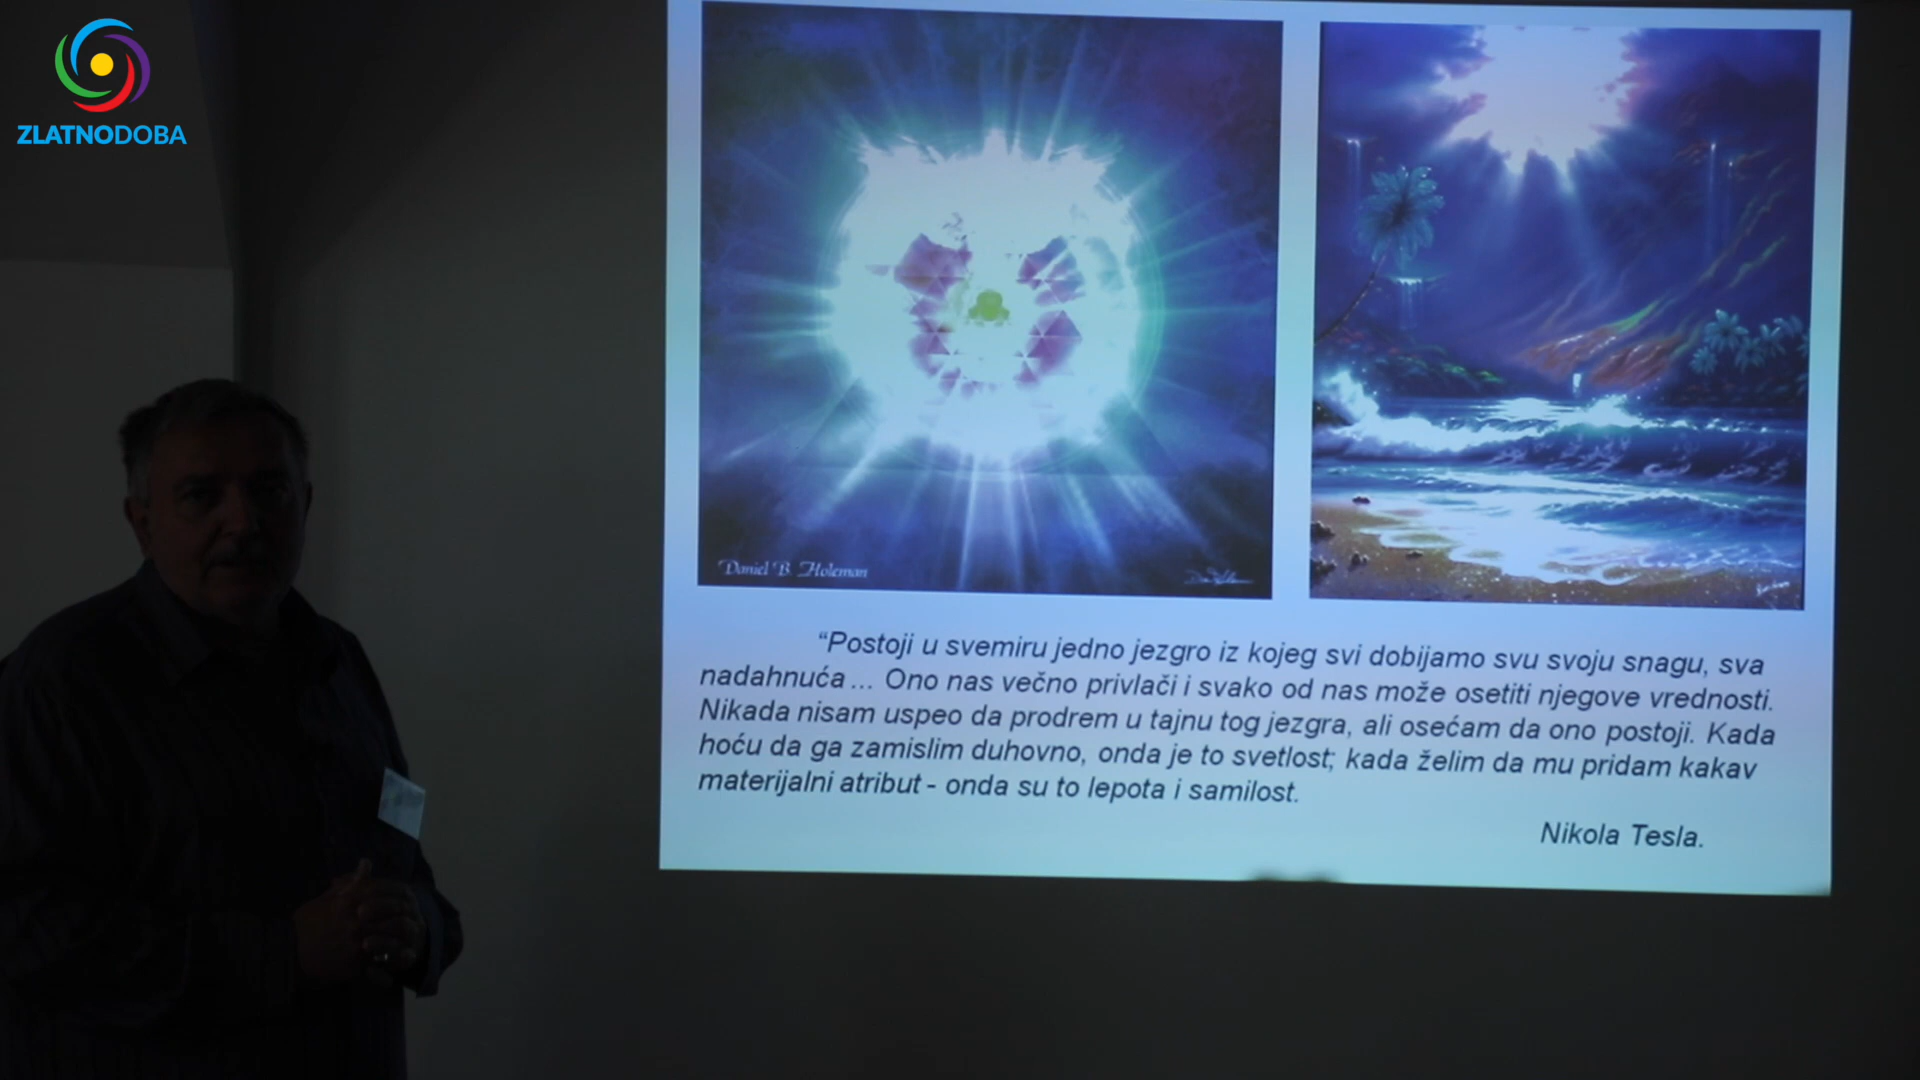 ZLATNODOBA
Daniel B. Holeman
“Postoji u svemiru jedno jezgro iz kojeg svi dobijamo svu svoju snagu, sva
nadahnuća ... Ono nas večno privlači i svako od nas može osetiti njegove vrednosti.
Nikada nisam uspeo da prodrem u tajnu tog jezgra, ali osećam da ono postoji. Kada
hoću da ga zamislim duhovno, onda je to svetlost; kada želim da mu pridam kakav
materijalni atribut - onda su to lepota i samilost.
Nikola Tesla.